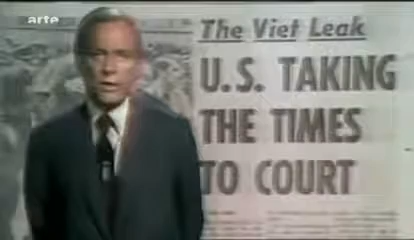 arte
The Viet Leak
U.S. TAKING
THE TIMES
TO COURT